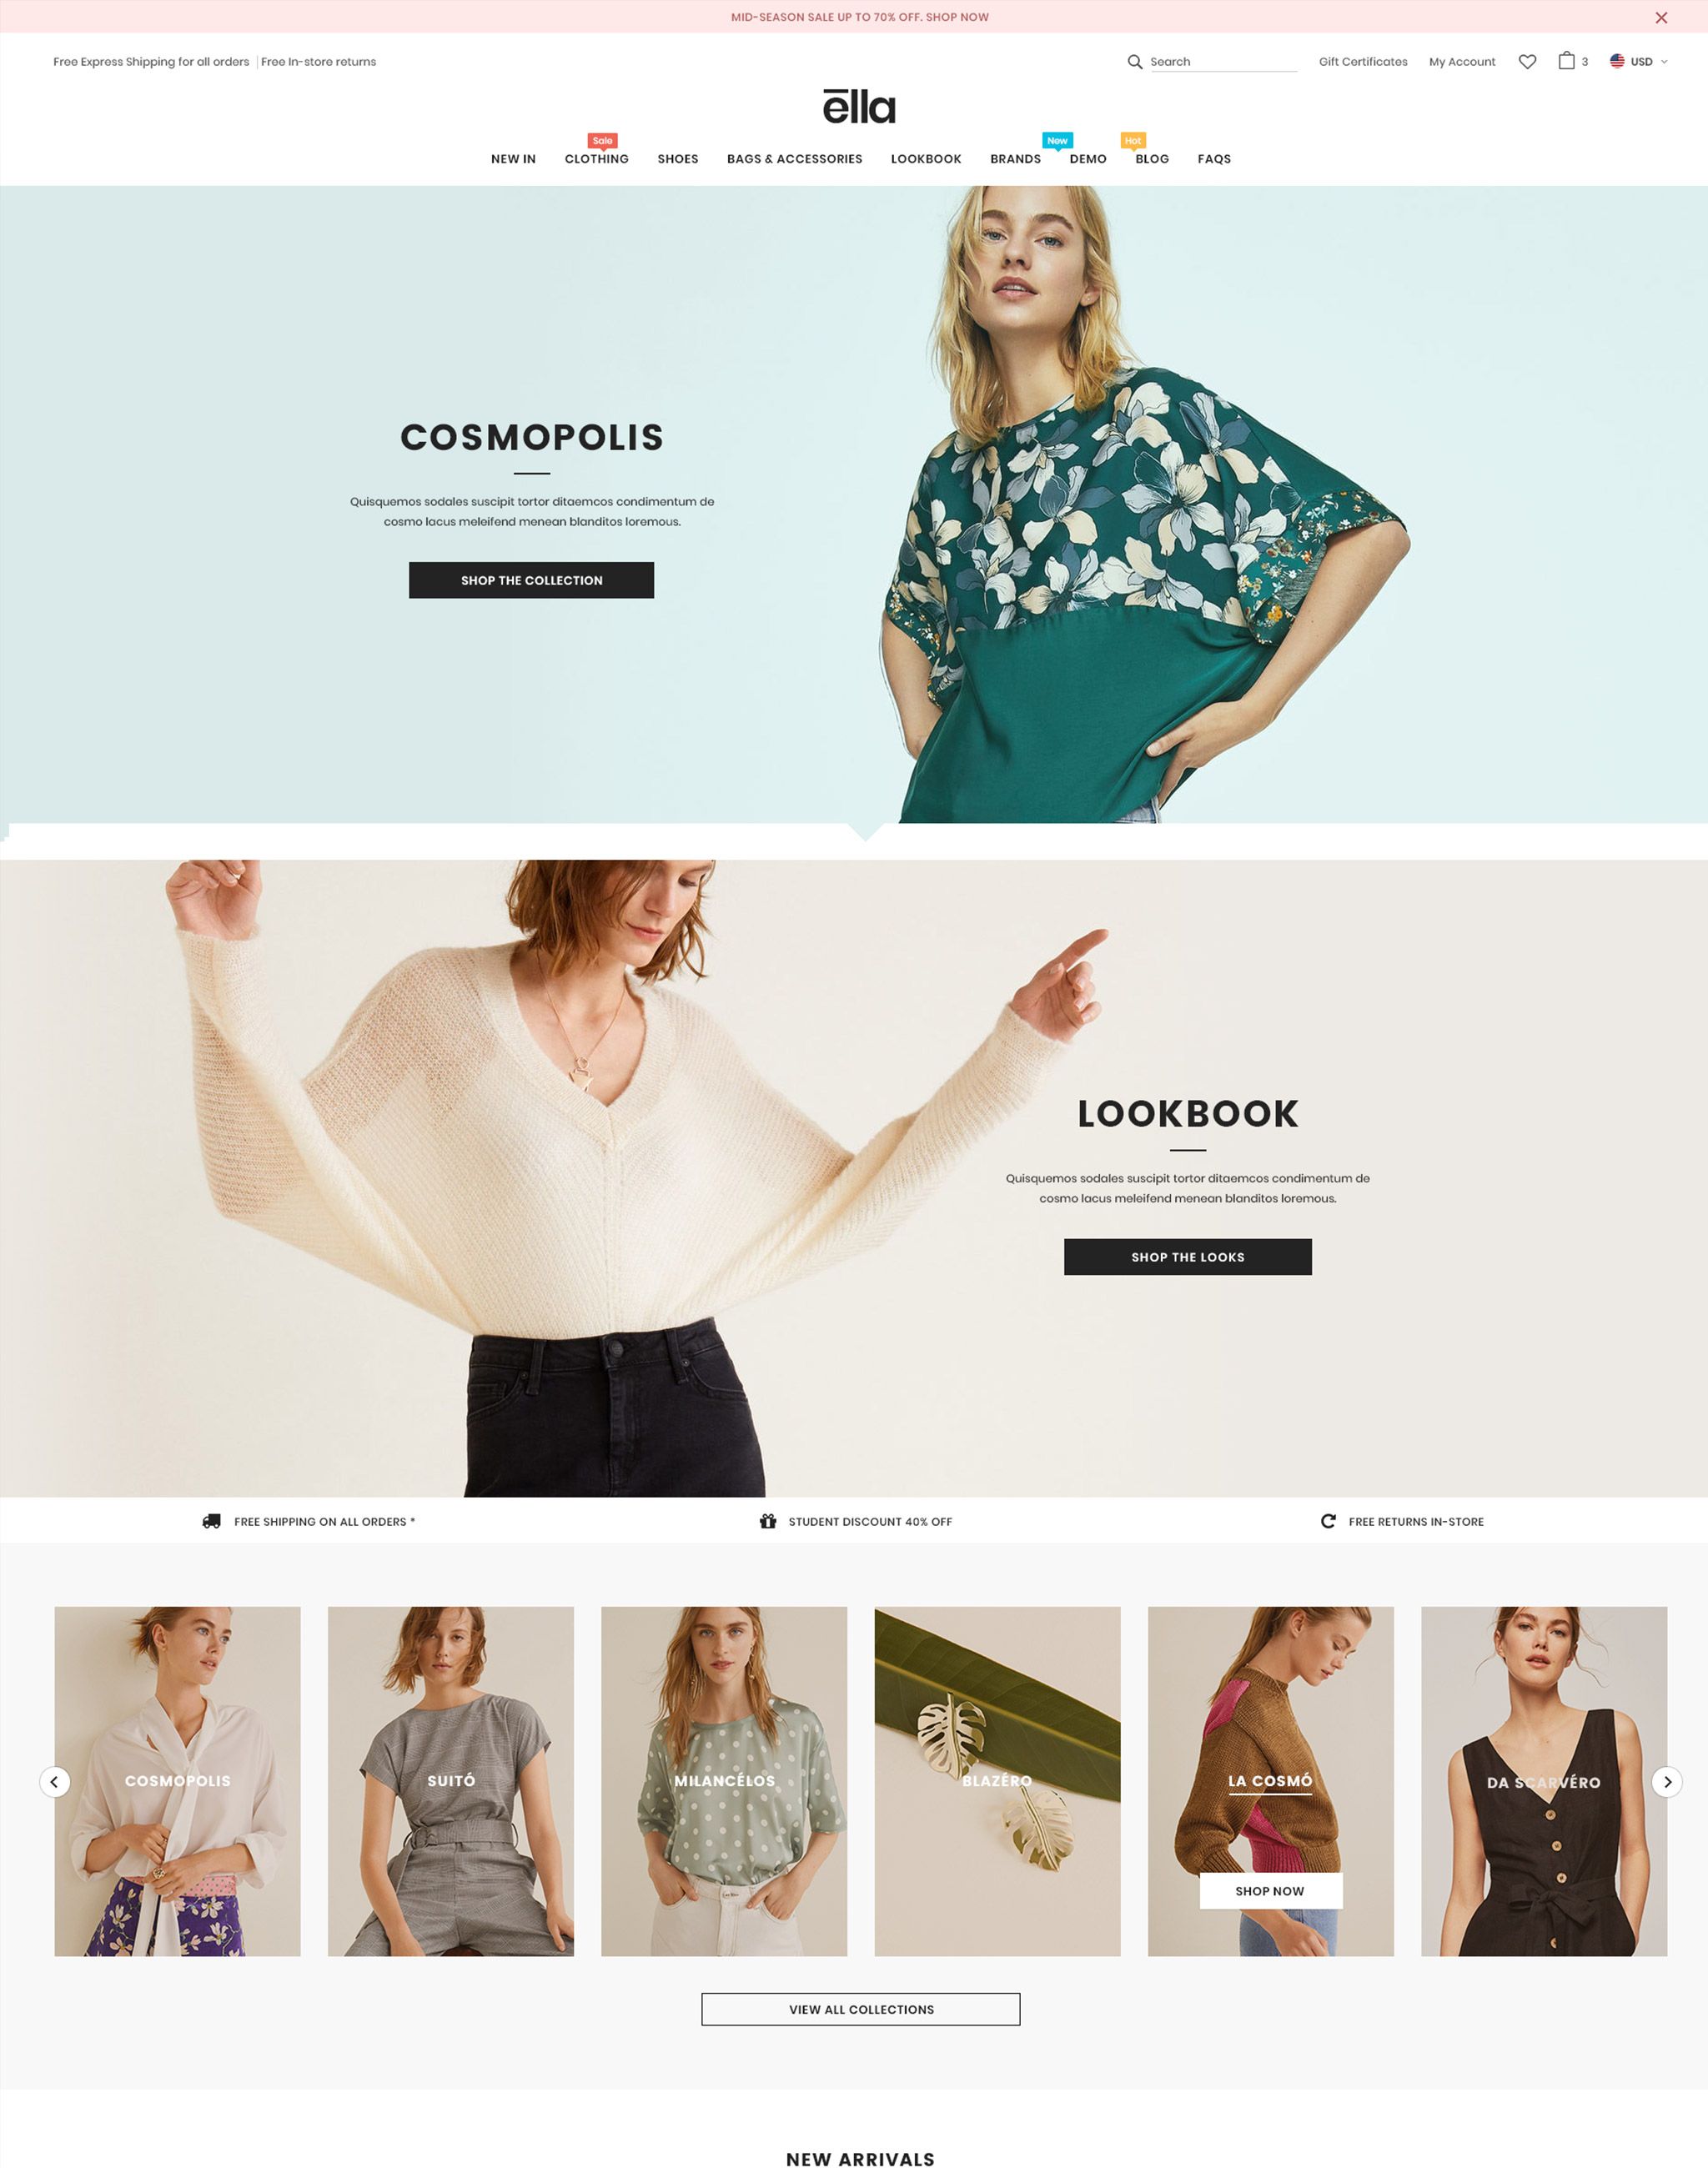 MID-SEASON SALE UP TO 70% OFF. SHOP NOW
Free Express Shipping for all orders | Free In-store returns
Search
Gift Certificates
My Account
3
USD
ēlla
Sale
New
Hot
NEW IN
CLOTHING
SHOES
BAGS & ACCESSORIES
LOOKBOOK
BRANDS
DEMO
BLOG
FAQS
COSMOPOLIS
Quisquemos sodales suscipit tortor ditaemcos condimentum de
cosmo lacus meleifend menean blanditos loremous.
SHOP THE COLLECTION
LOOKBOOK
Quisquemos sodales suscipit tortor ditaemcos condimentum de
cosmo lacus meleifend menean blanditos loremous.
SHOP THE LOOKS
FREE SHIPPING ON ALL ORDERS *
STUDENT DISCOUNT 40% OFF
FREE RETURNS IN-STORE
COSMOPOLIS
SUITÓ
MILANCÉLOS
BLAZÉRO
LA COSMÓ
SHOP NOW
DA SCARVÉRO
VIEW ALL COLLECTIONS
NEW ARRIVALS